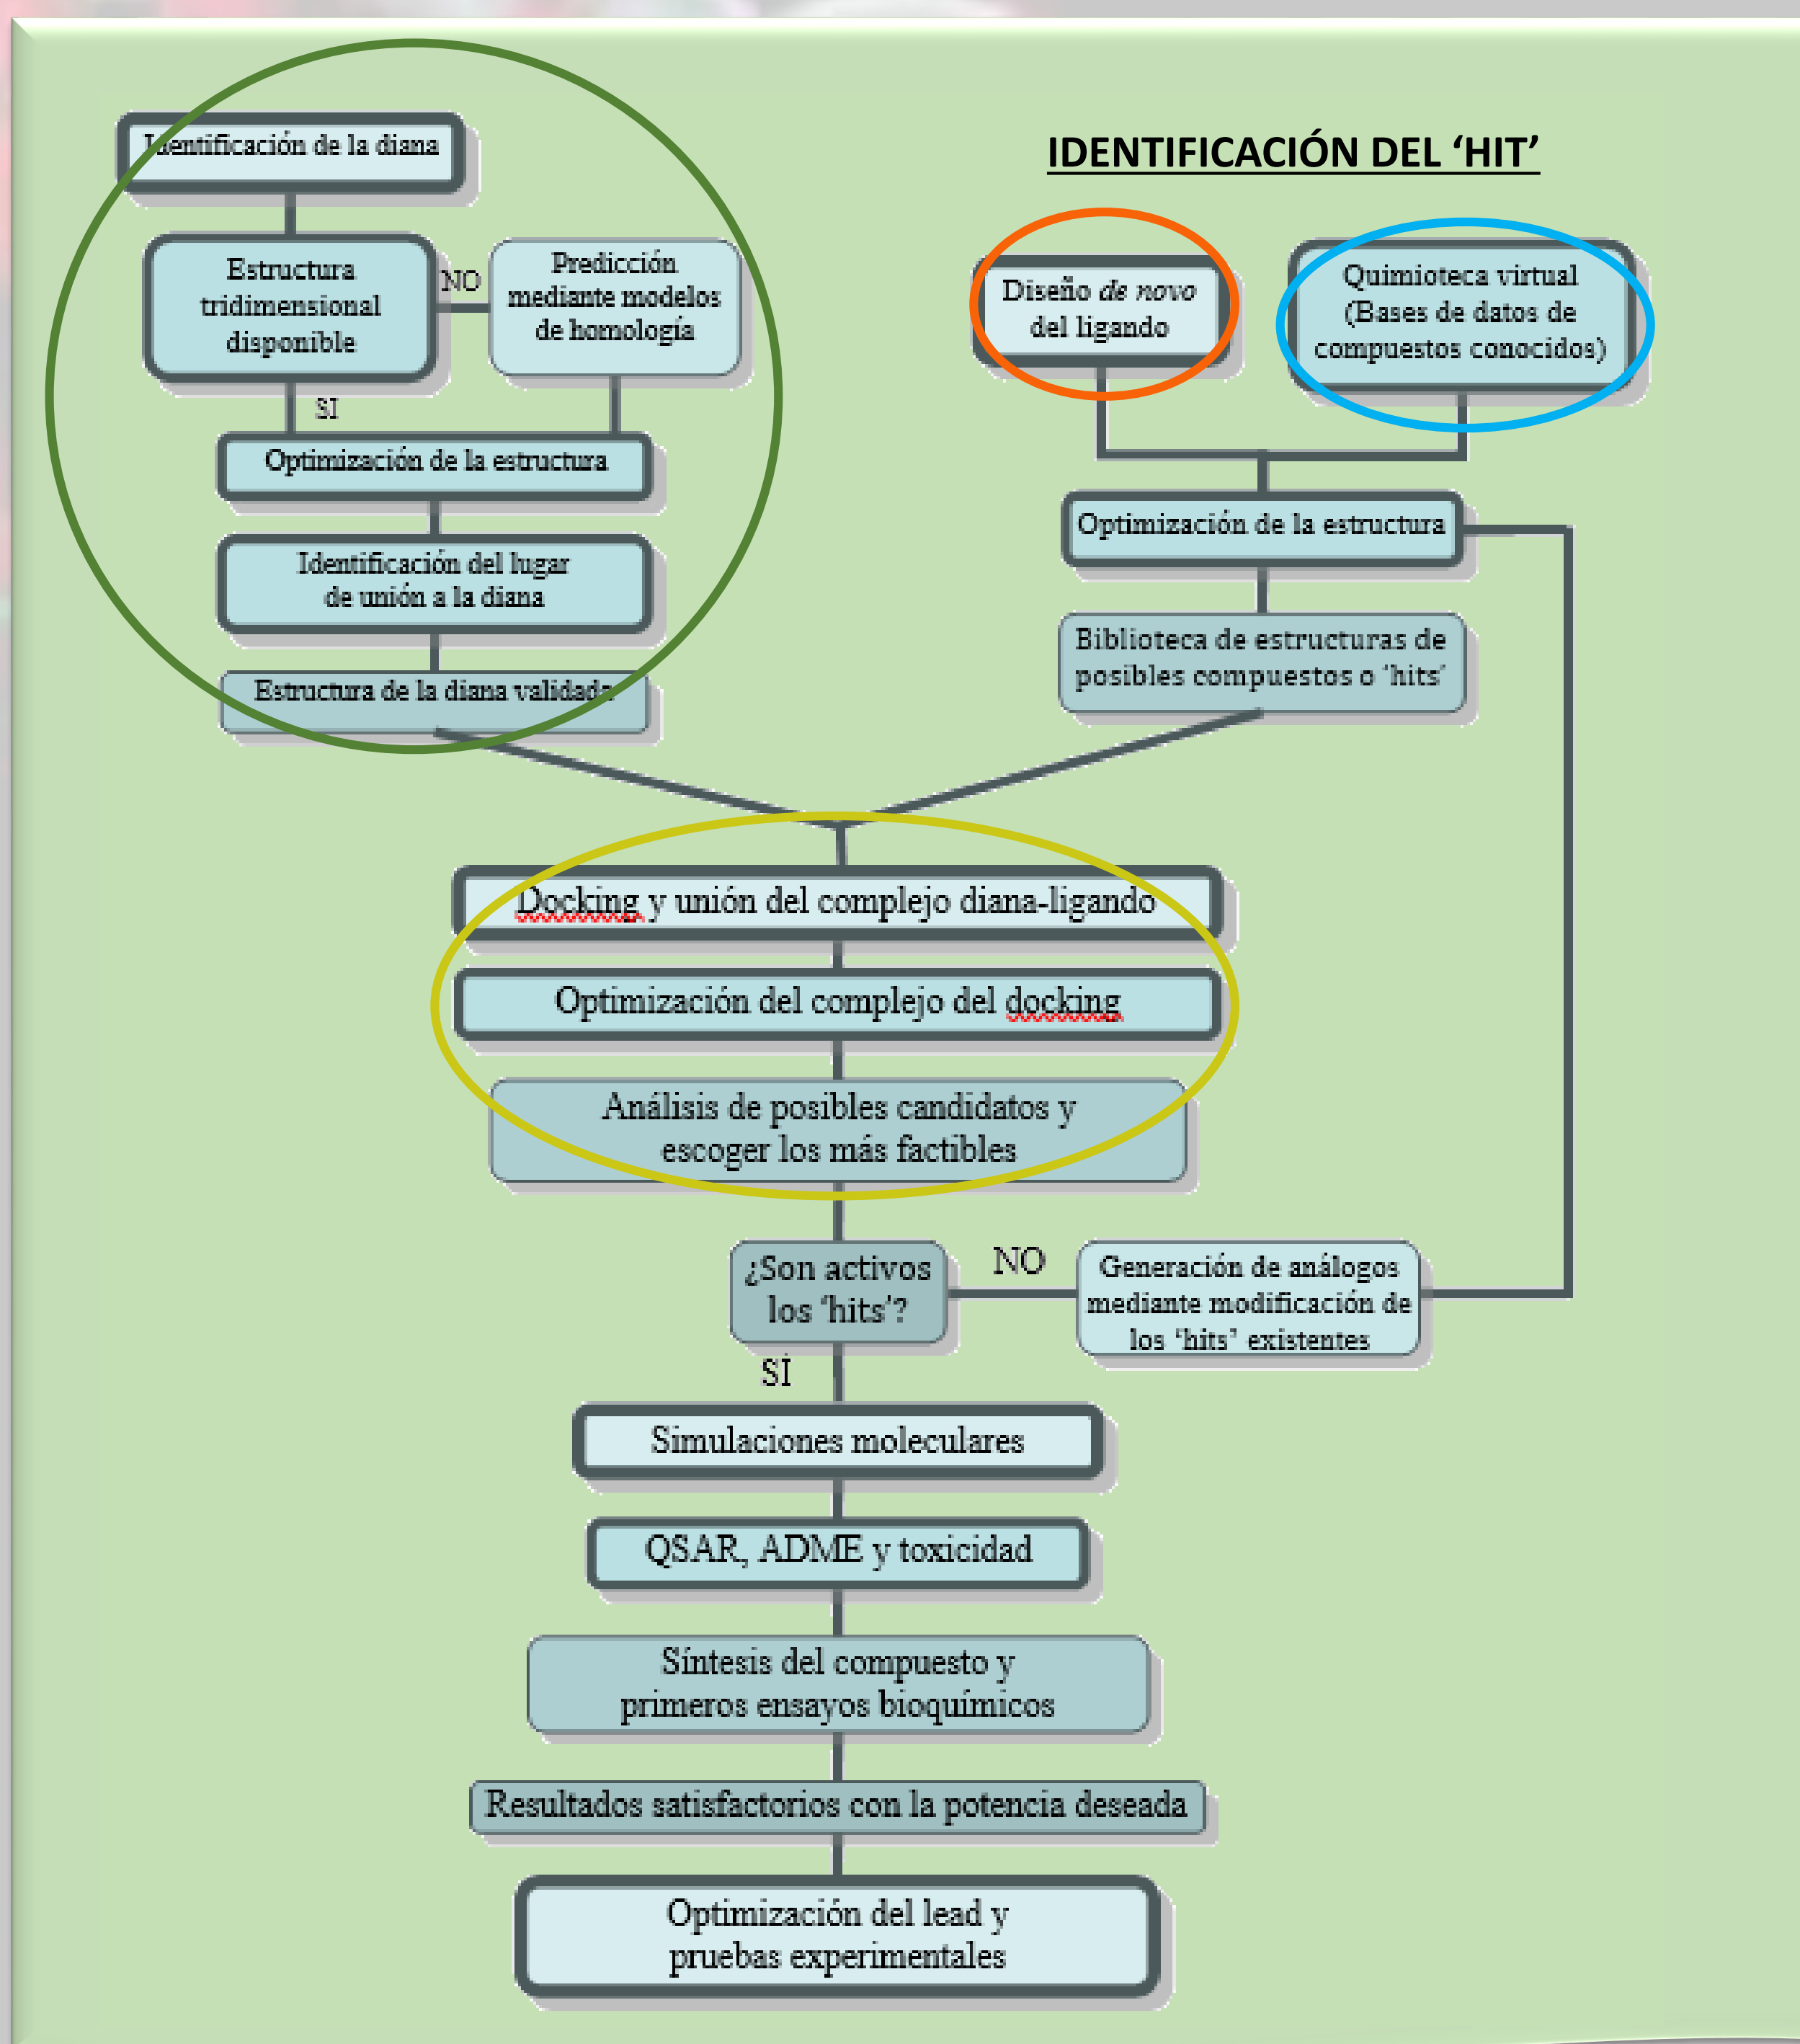 Identificación de la diana
Estructura
tridimensional
disponible
NO
Predicción
mediante modelos
de homología
SI
Optimización de la estructura
Identificación del lugar
de unión a la diana
Estructura de la diana validada
IDENTIFICACIÓN DEL ‘HIT’
Diseño de novo
del ligando
Quimioteca virtual
(Bases de datos de
compuestos conocidos)
Optimización de la estructura
Biblioteca de estructuras de
posibles compuestos o ‘hits’
Docking y unión del complejo diana-ligando
Optimización del complejo del docking
Análisis de posibles candidatos y
escoger los más factibles
¿Son activos
los ‘hits’?
NO
Generación de análogos
mediante modificación de
los ‘hits’ existentes
SÍ
Simulaciones moleculares
QSAR, ADME y toxicidad
Síntesis del compuesto y
primeros ensayos bioquímicos
Resultados satisfactorios con la potencia deseada
Optimización del lead y
pruebas experimentales